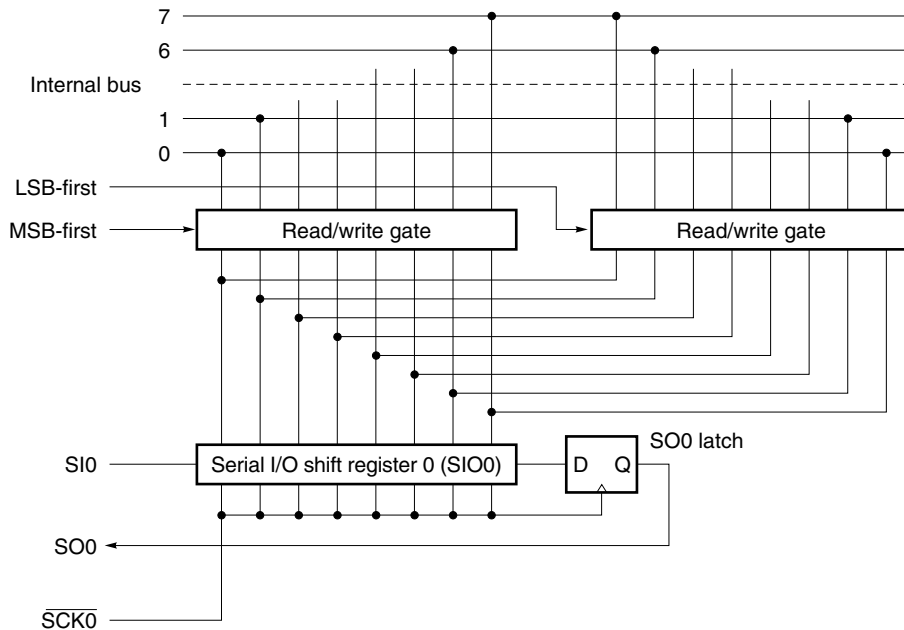 7
6
Internal bus
1
0
LSB-first
MSB-first
Read/write gate
Read/write gate
SO0 latch
SI0
Serial I/O shift register 0 (SIO0)
D
Q
SO0
SCK0